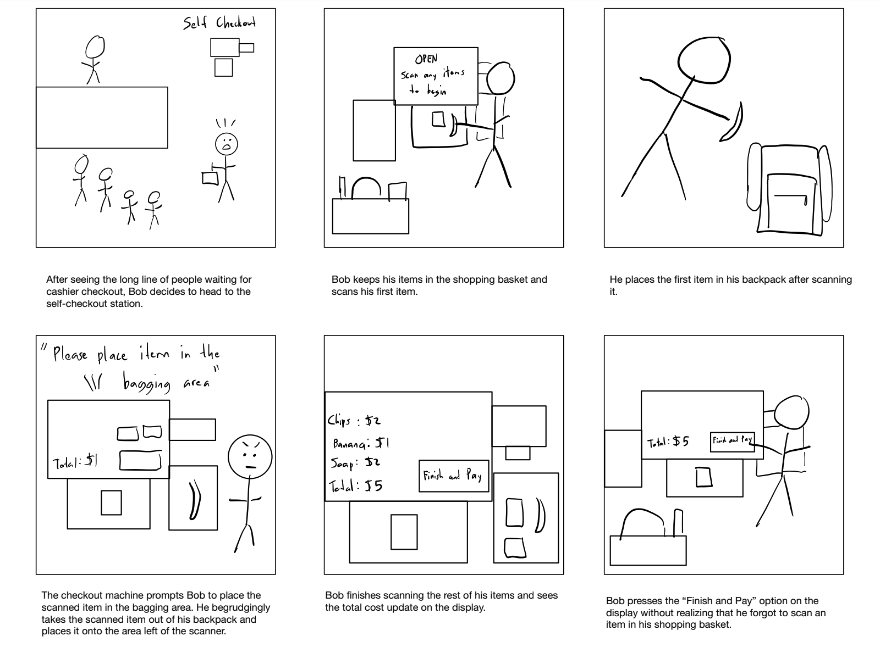 Self Checkout
OPEN
Scan any items
to begin
After seeing the long line of people waiting for
cashier checkout, Bob decides to head to the
self-checkout station.
Bob keeps his items in the shopping basket and
scans his first item.
He places the first item in his backpack after scanning
it.
"Please place item in the
bagging area"
Total: $1
Chips: $2
Banana: $1
Soap: $2
Total: $5
Finish and Pay
Total: $5
Finish and Pay
The checkout machine prompts Bob to place the
scanned item in the bagging area. He begrudgingly
takes the scanned item out of his backpack and
places it onto the area left of the scanner.
Bob finishes scanning the rest of his items and sees
the total cost update on the display.
Bob presses the “Finish and Pay” option on the
display without realizing that he forgot to scan an
item in his shopping basket.